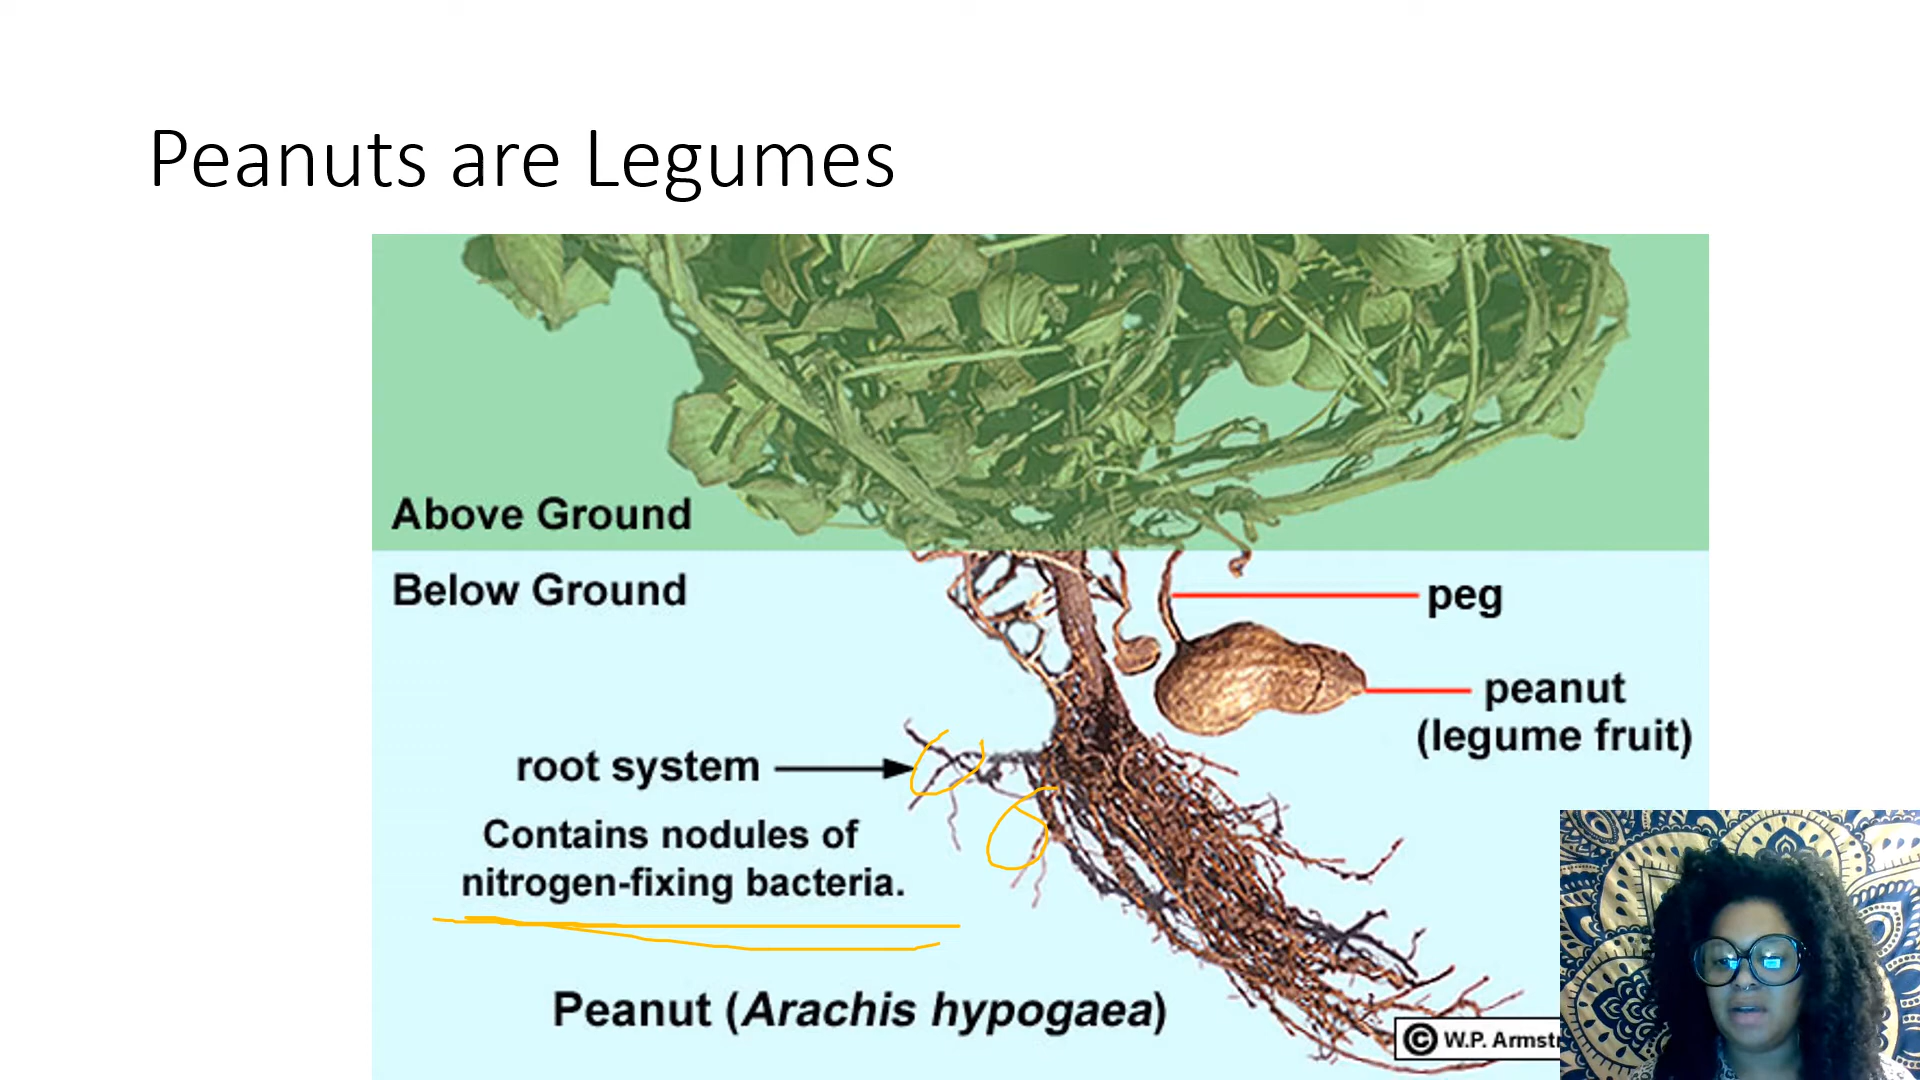 Peanuts are Legumes
Above Ground
Below Ground
peg
peanut
(legume fruit)
root system
Contains nodules of
nitrogen-fixing bacteria.
Peanut (Arachis hypogaea)
© W.P. Armst